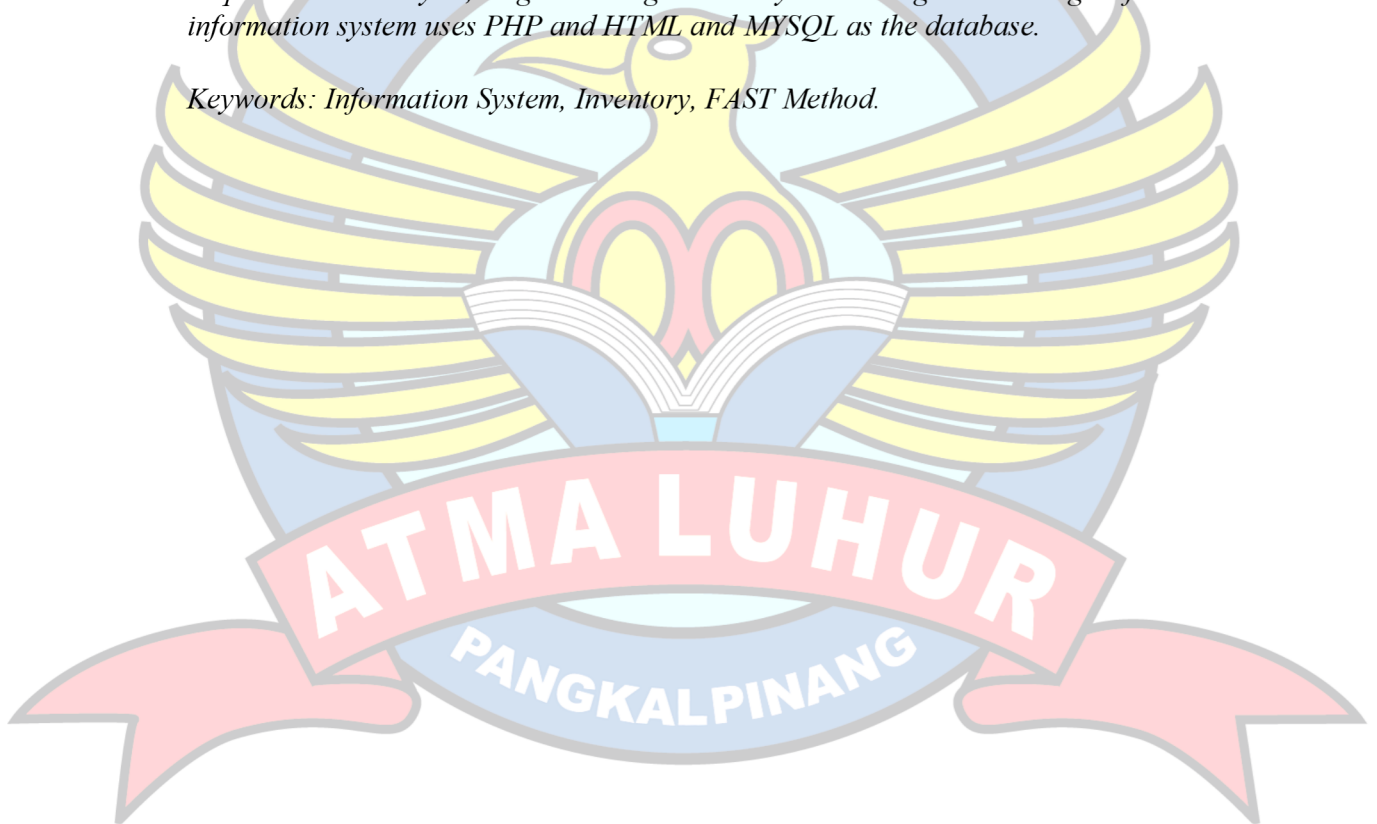 information system uses PHP and HTML and MYSQL as the database.
Keywords: Information System, Inventory, FAST Method.
ATMA LUHUR
PANGKALPINANG